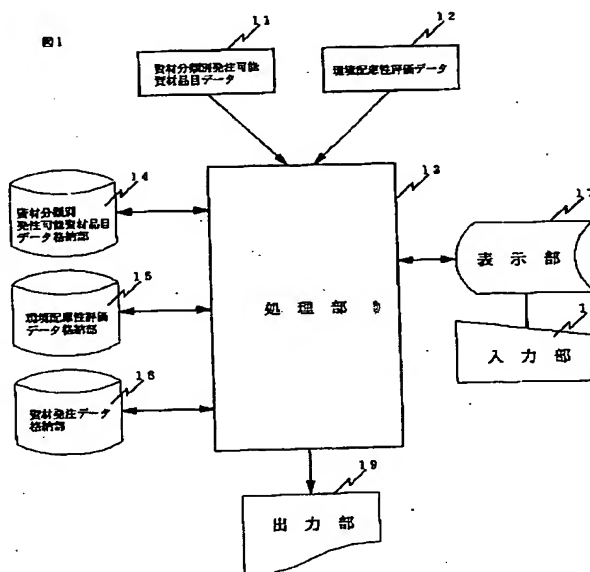 図1
11
12
資材分類別発注可能
資材品目データ
環境配慮性評価データ
13
14
資材分類別
発注可能資材品目
データ格納部
15
環境配慮性評価
データ格納部
16
資材発注データ
格納部
処理部
17
表示部
1
入力部
19
出力部